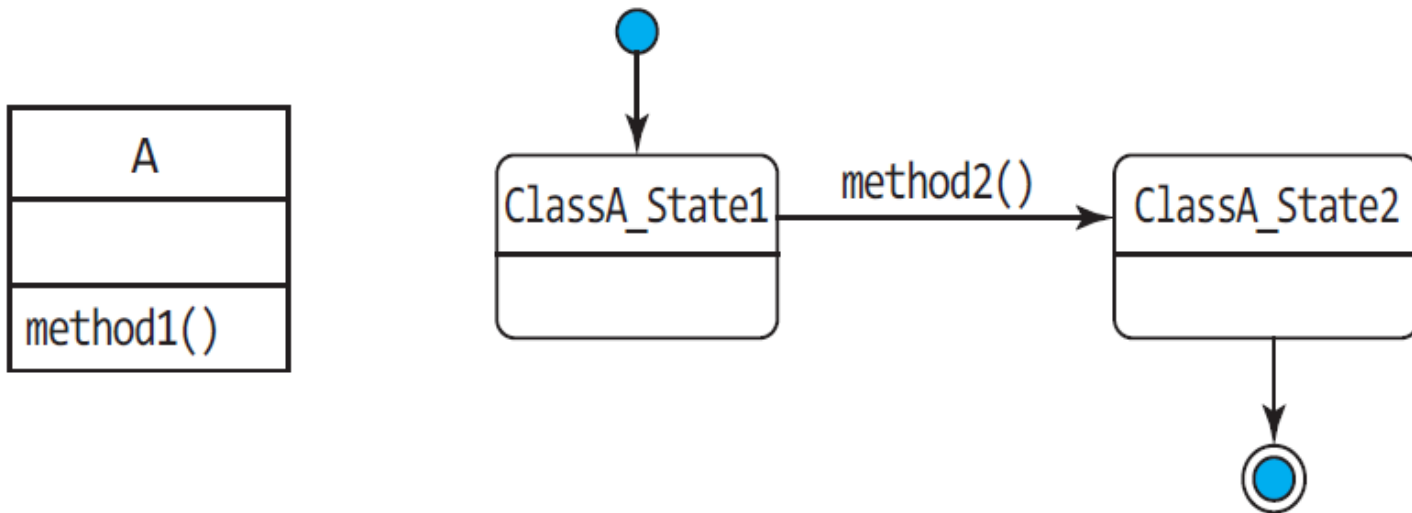 A
method1()
ClassA_State1
method2()
ClassA_State2